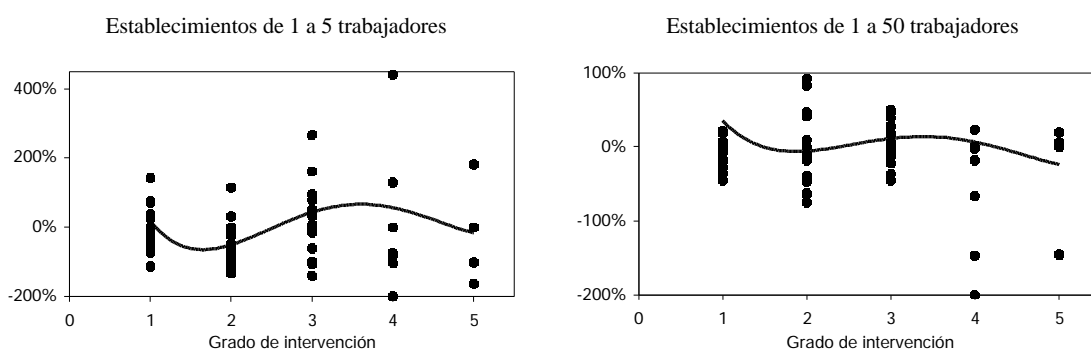 Establecimientos de 1 a 5 trabajadores
400%
200%
0%
-200%
0 1 2 3 4 5
Grado de intervención
Establecimientos de 1 a 50 trabajadores
100%
0%
-100%
-200%
0 1 2 3 4 5
Grado de intervención